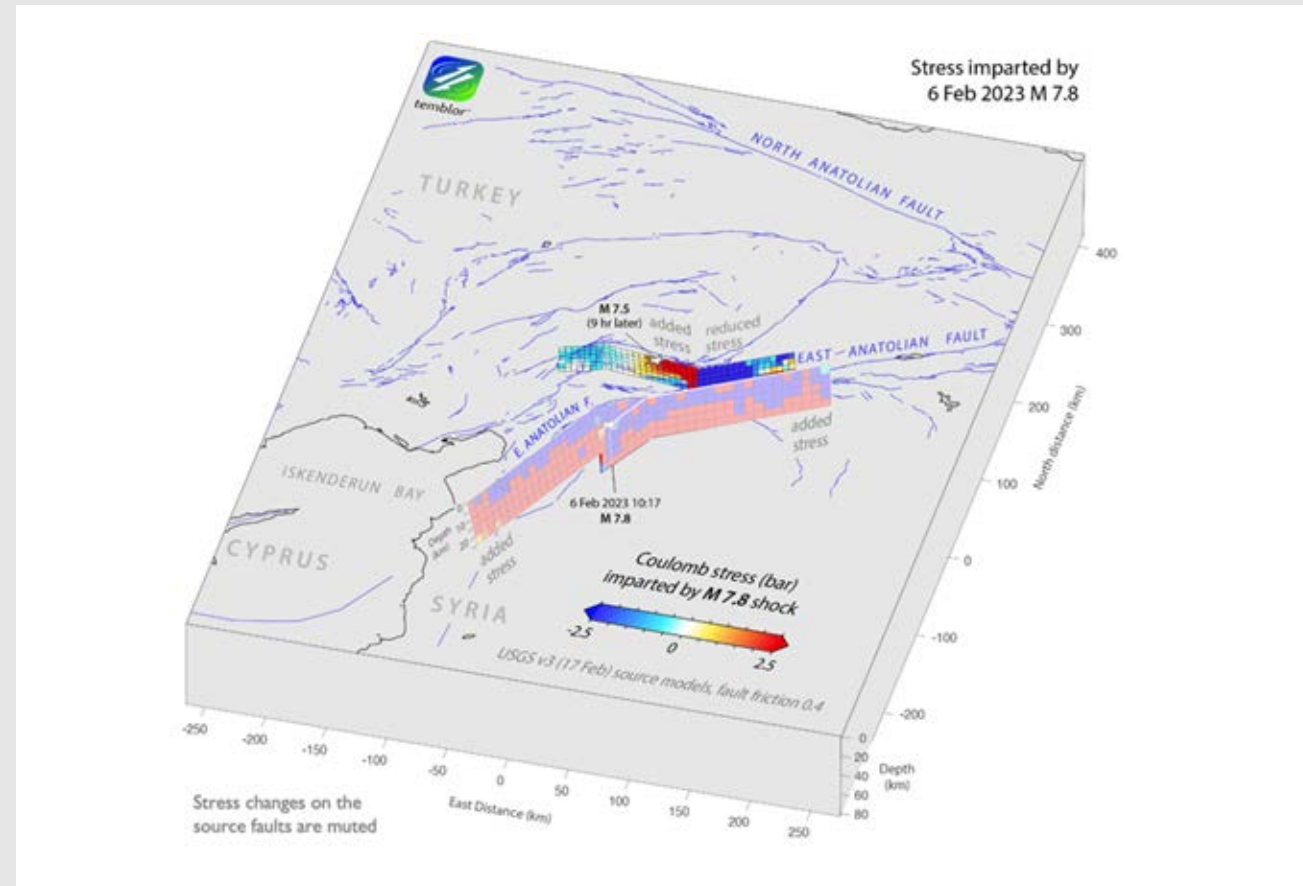 Stress imparted by
6 Feb 2023 M 7.8
temblor
NORTH ANATOLIAN FAULT
TURKEY
400
M 7.5
(9 hr later)
added
stress
reduced
stress
300
EAST–ANATOLIAN FAULT
200
North distance (km)
E. ANATOLIAN F.
added
stress
ISKENDERUN BAY
100
6 Feb 2023 10:17
M 7.8
0
10
20
Depth
(km)
added
stress
CYPRUS
0
Coulomb stress (bar)
imparted by M 7.8 shock
SYRIA
-2.5
0
2.5
-100
USGS v3 (17 Feb) source models, fault friction 0.4
-200
0
20
40
60
80
Depth
(km)
-250
-200
-150
-100
-50
0
50
100
150
200
250
East Distance (km)
Stress changes on the
source faults are muted